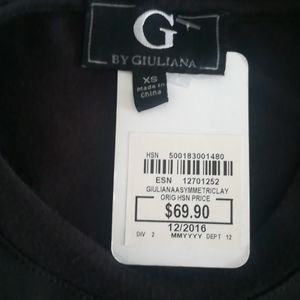 G
BY GIULIANA
XS
Made in
China
HSN 500183001480
ESN 12701252
GIULIANAASYMMETRICLAY
ORIG HSN PRICE
$69.90
12/2016
DIV 2 MMYYYY DEPT 12